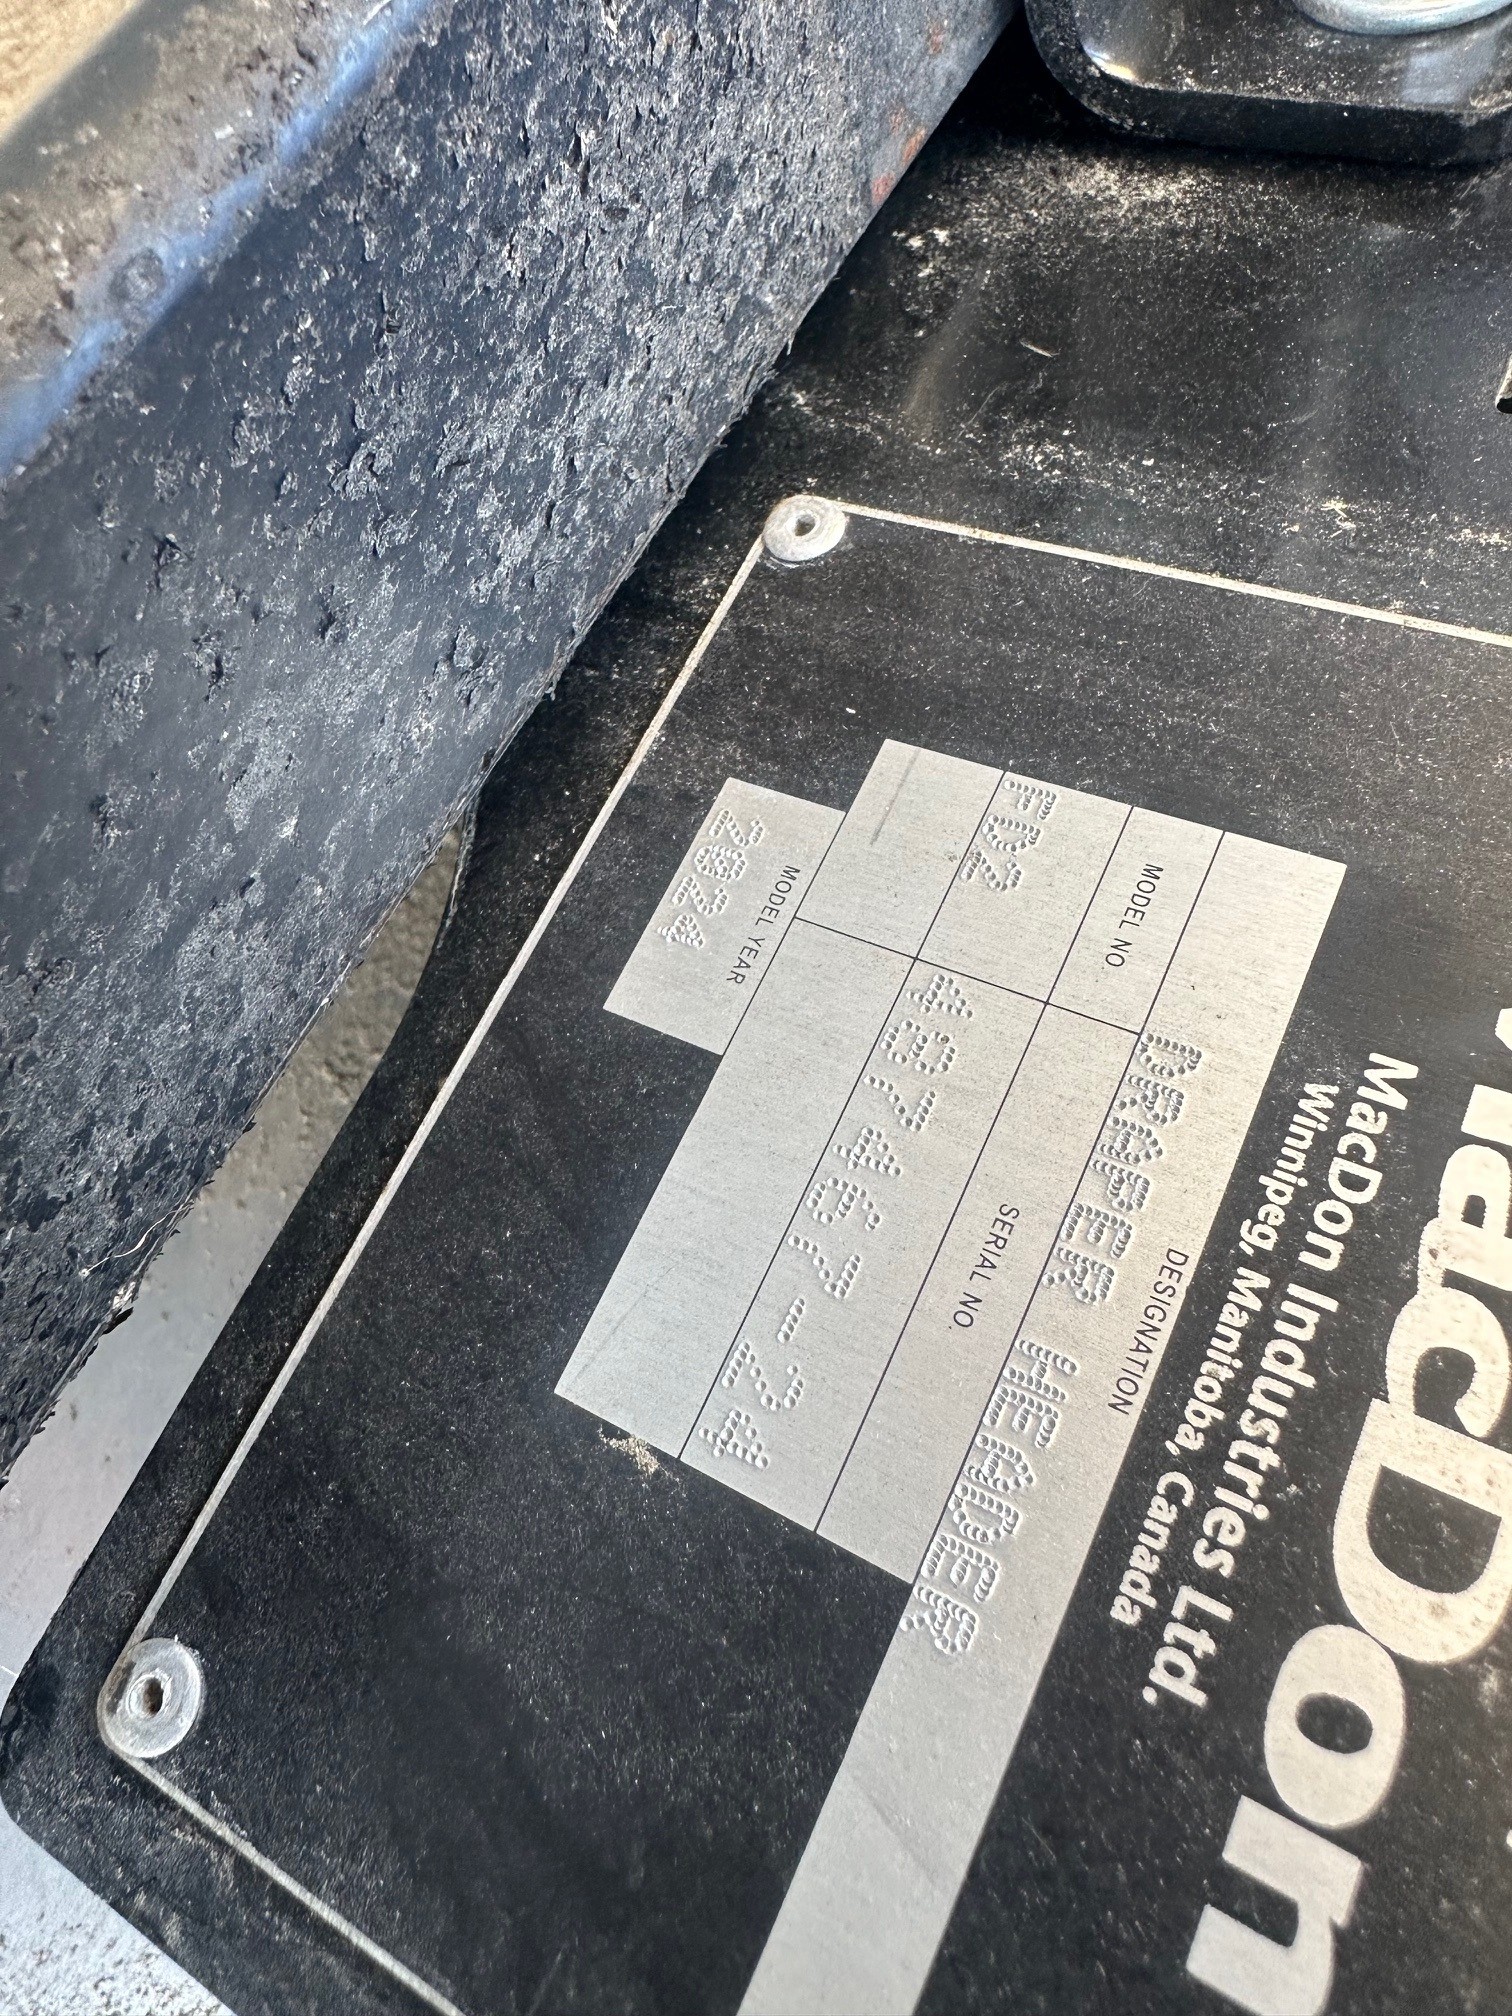 MacDon
MacDon Industries Ltd.
Winnipeg, Manitoba, Canada
DESIGNATION
DRAPER HEADER
MODEL NO.
SERIAL NO.
FD2
4877467-24
MODEL YEAR
2024